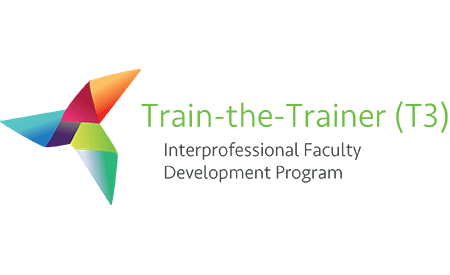 Train-the-Trainer (T3)
Interprofessional Faculty
Development Program